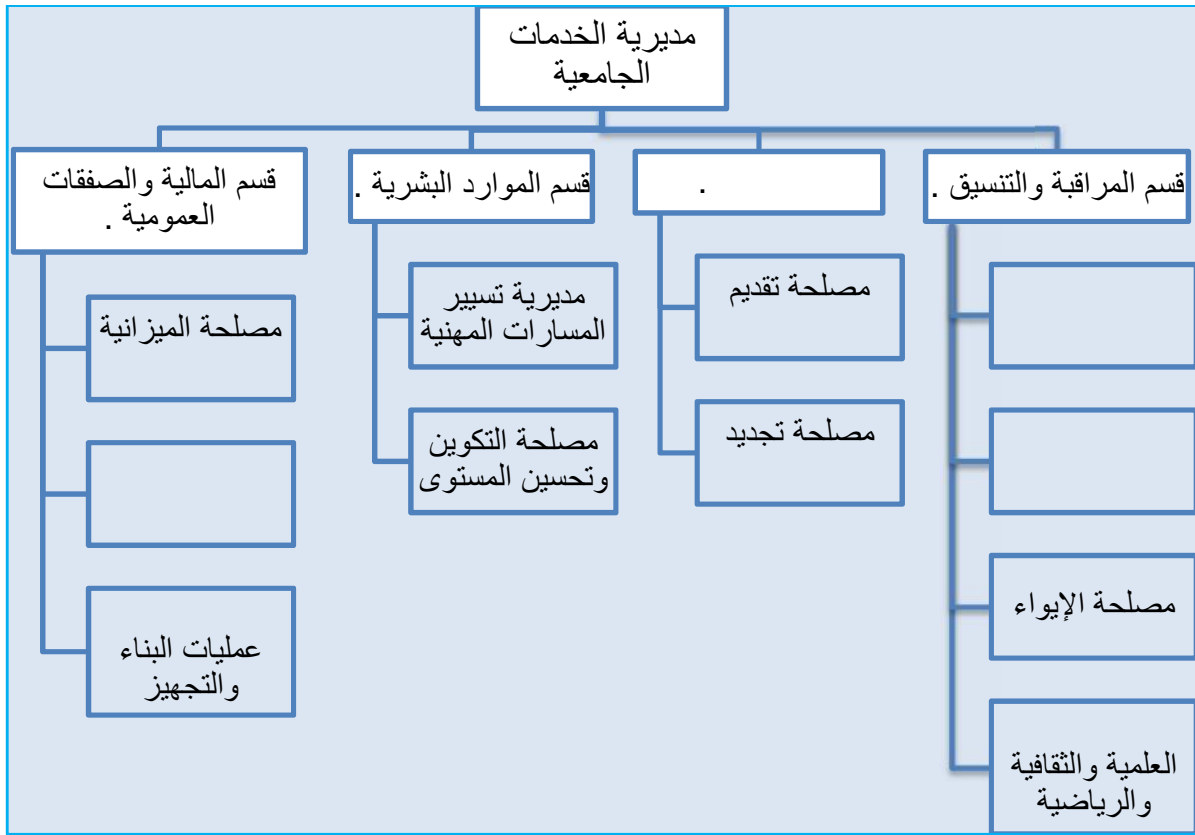 مديرية الخدمات
الجامعية
قسم المراقبة والتنسيق .
.
قسم الموارد البشرية .
قسم المالية والصفقات
العمومية .
مصلحة الإيواء
العلمية والثقافية
والرياضية
مصلحة تقديم
مصلحة تجديد
مديرية تسيير
المسارات المهنية
مصلحة التكوين
وتحسين المستوى
مصلحة الميزانية
عمليات البناء
والتجهيز